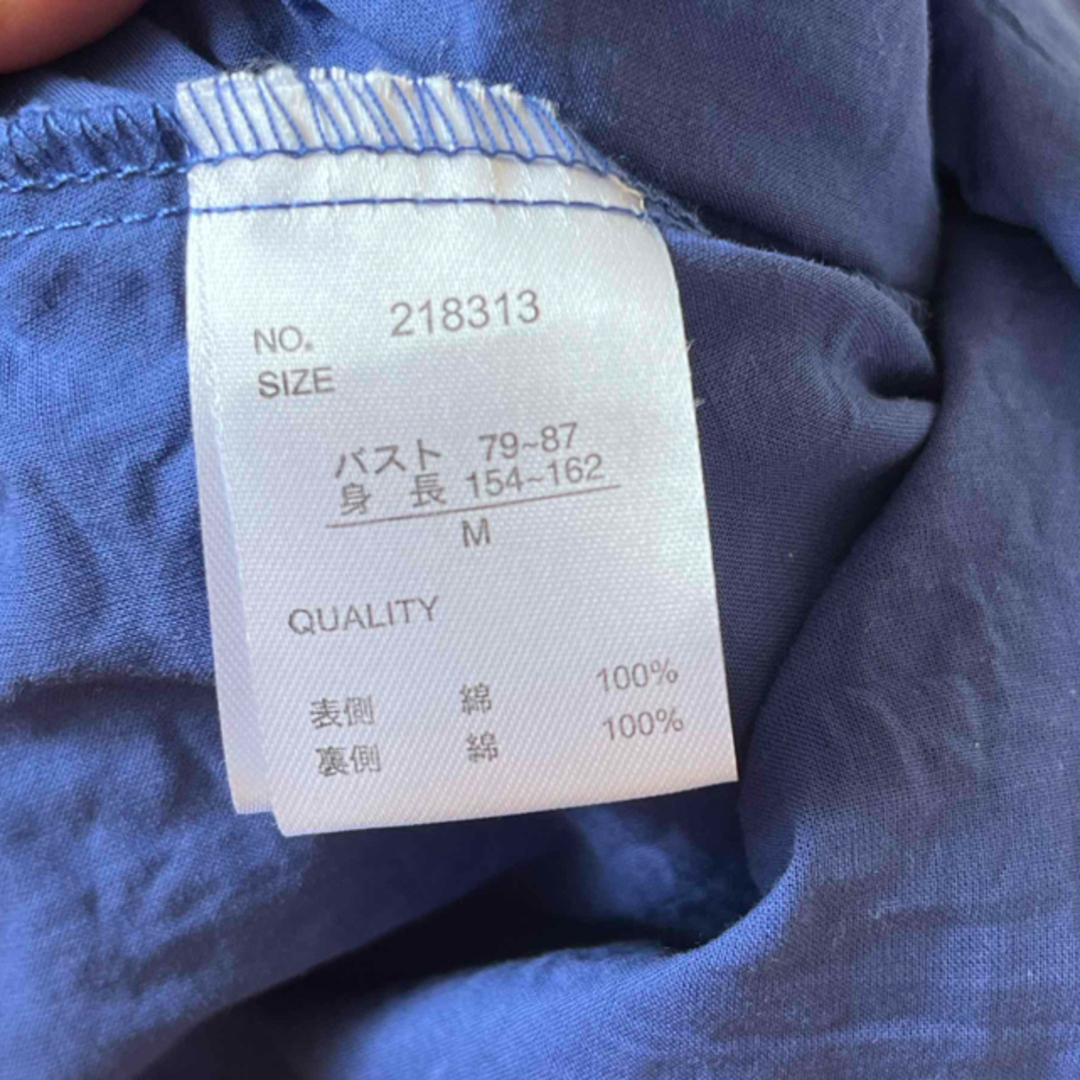 NO. 218313
SIZE
バスト 79~87
身 長 154~162
M
QUALITY
表側 綿 100%
裏側 綿 100%